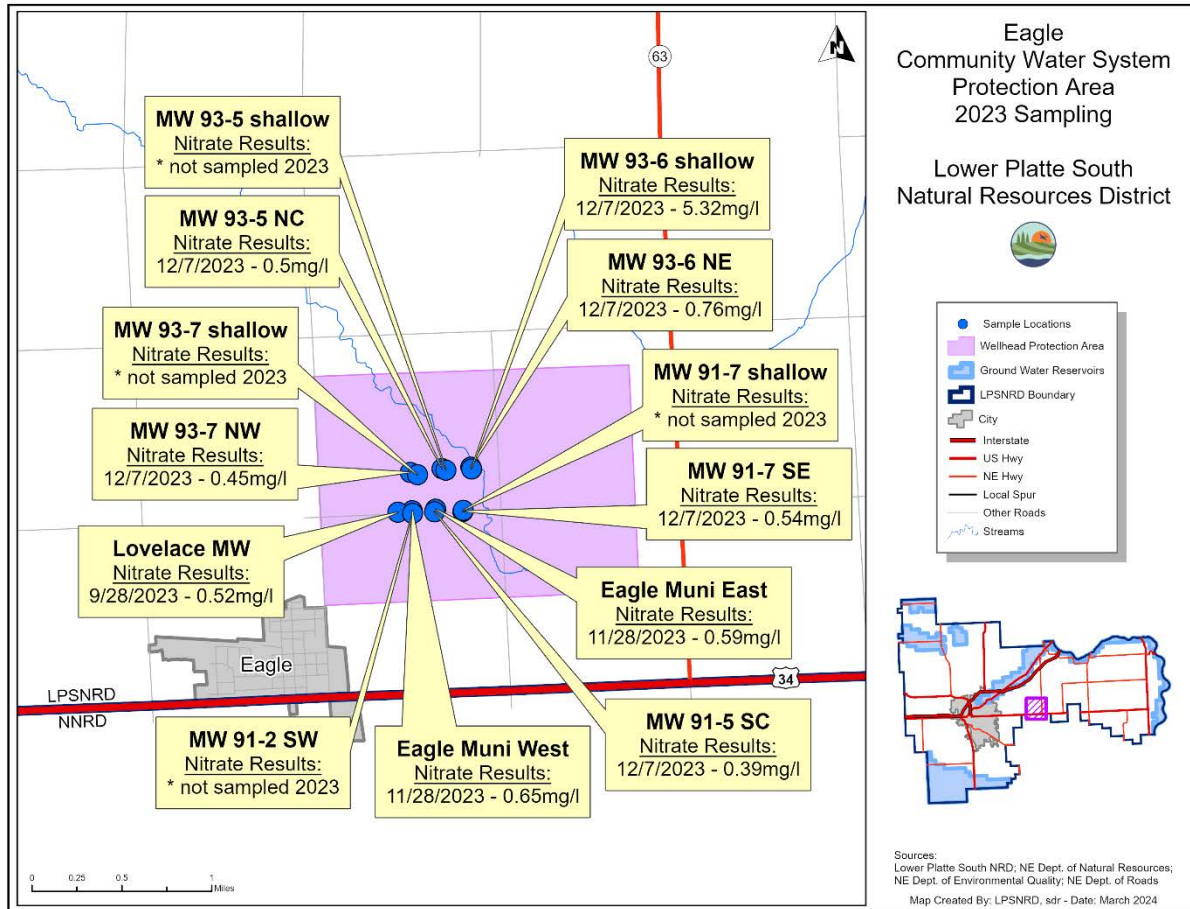 Eagle
Community Water System
Protection Area
2023 Sampling
Lower Platte South
Natural Resources District
N
63
MW 93-5 shallow
Nitrate Results:
* not sampled 2023
MW 93-6 shallow
Nitrate Results:
12/7/2023 - 5.32mg/l
MW 93-5 NC
Nitrate Results:
12/7/2023 - 0.5mg/l
MW 93-6 NE
Nitrate Results:
12/7/2023 - 0.76mg/l
MW 93-7 shallow
Nitrate Results:
* not sampled 2023
MW 91-7 shallow
Nitrate Results:
* not sampled 2023
MW 93-7 NW
Nitrate Results:
12/7/2023 - 0.45mg/l
MW 91-7 SE
Nitrate Results:
12/7/2023 - 0.54mg/l
Lovelace MW
Nitrate Results:
9/28/2023 - 0.52mg/l
Eagle Muni East
Nitrate Results:
11/28/2023 - 0.59mg/l
Eagle
LPSNRD
NNRD
34
MW 91-2 SW
Nitrate Results:
* not sampled 2023
Eagle Muni West
Nitrate Results:
11/28/2023 - 0.65mg/l
MW 91-5 SC
Nitrate Results:
12/7/2023 - 0.39mg/l
0 0.25 0.5 1
Miles
Sample Locations
Wellhead Protection Area
Ground Water Reservoirs
LPSNRD Boundary
City
Interstate
US Hwy
NE Hwy
Local Spur
Other Roads
Streams
Sources:
Lower Platte South NRD; NE Dept. of Natural Resources;
NE Dept. of Environmental Quality; NE Dept. of Roads
Map Created By: LPSNRD, sdr - Date: March 2024